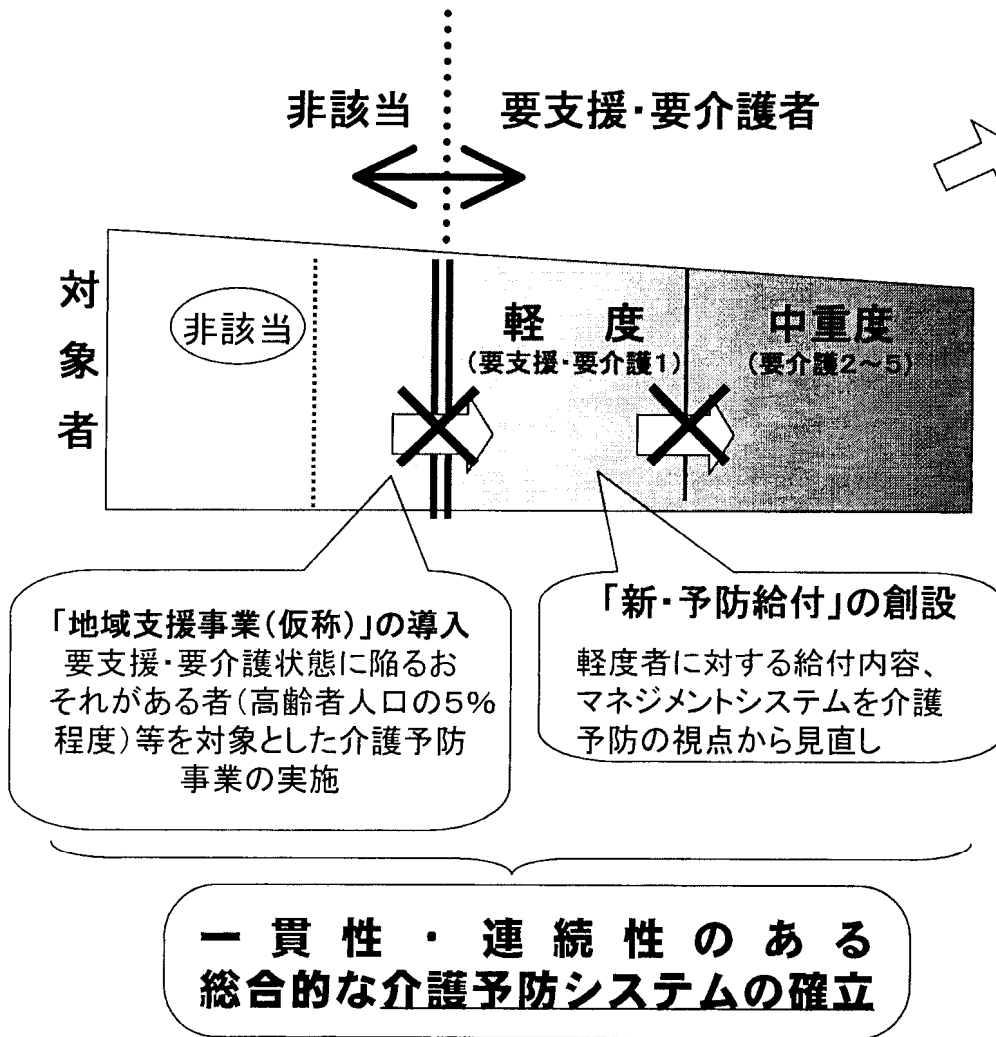 非該当
要支援・要介護者
対象者
非該当
軽 度
(要支援・要介護1)
中重度
(要介護2～5)
「地域支援事業(仮称)」の導入
要支援・要介護状態に陥るお
それがある者(高齢者人口の5%
程度)等を対象とした介護予防
事業の実施
「新・予防給付」の創設
軽度者に対する給付内容、
マネジメントシステムを介護
予防の視点から見直し
一貫性・連続性のある
総合的な介護予防システムの確立